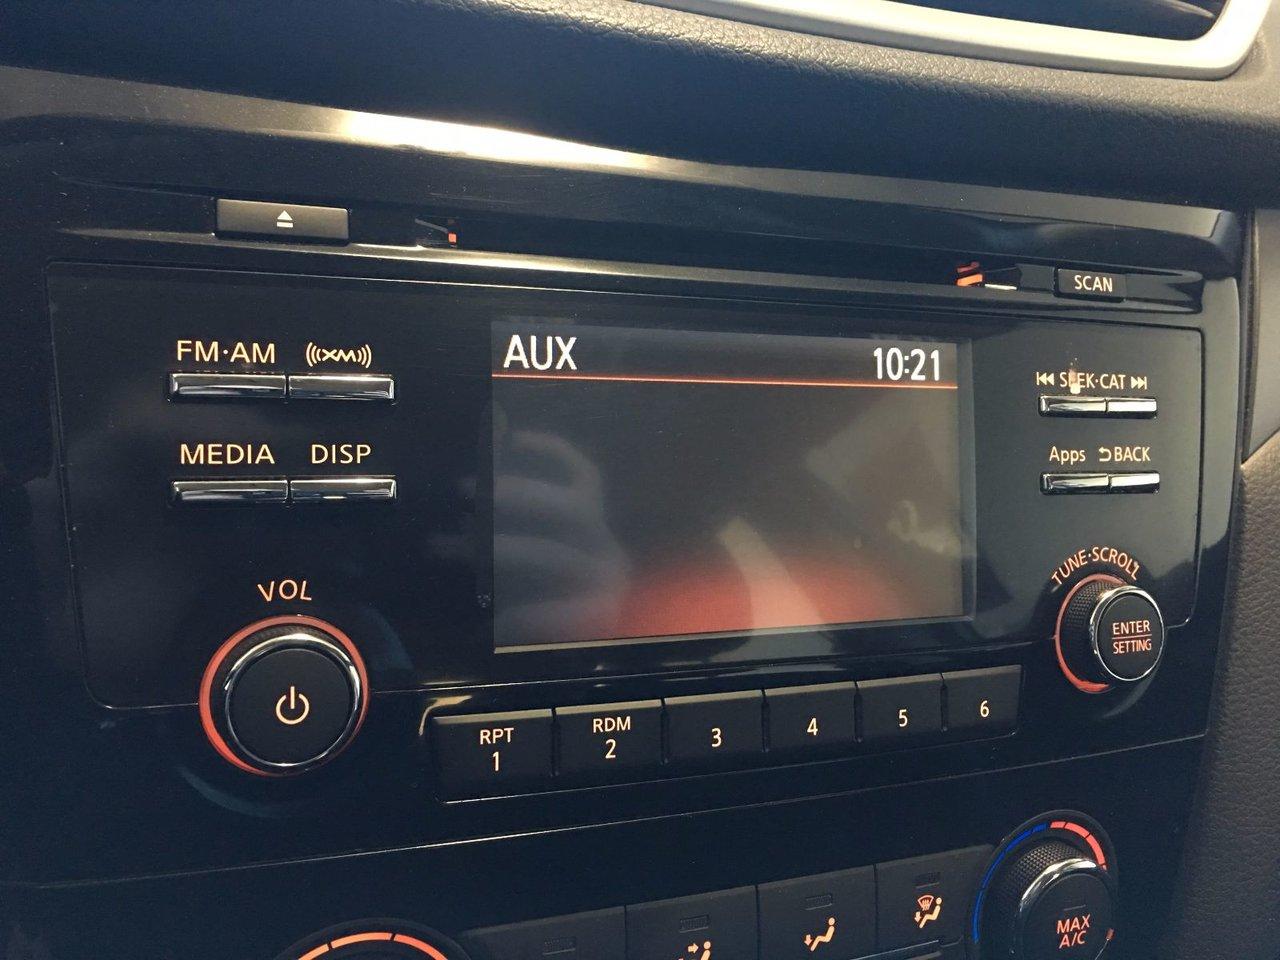 SCAN
FM·AM
XM
AUX
10:21
SEEK·CAT
MEDIA
DISP
Apps
BACK
VOL
TUNE·SCROLL
ENTER
SETTING
RPT
1
RDM
2
3
4
5
6
MAX
A/C